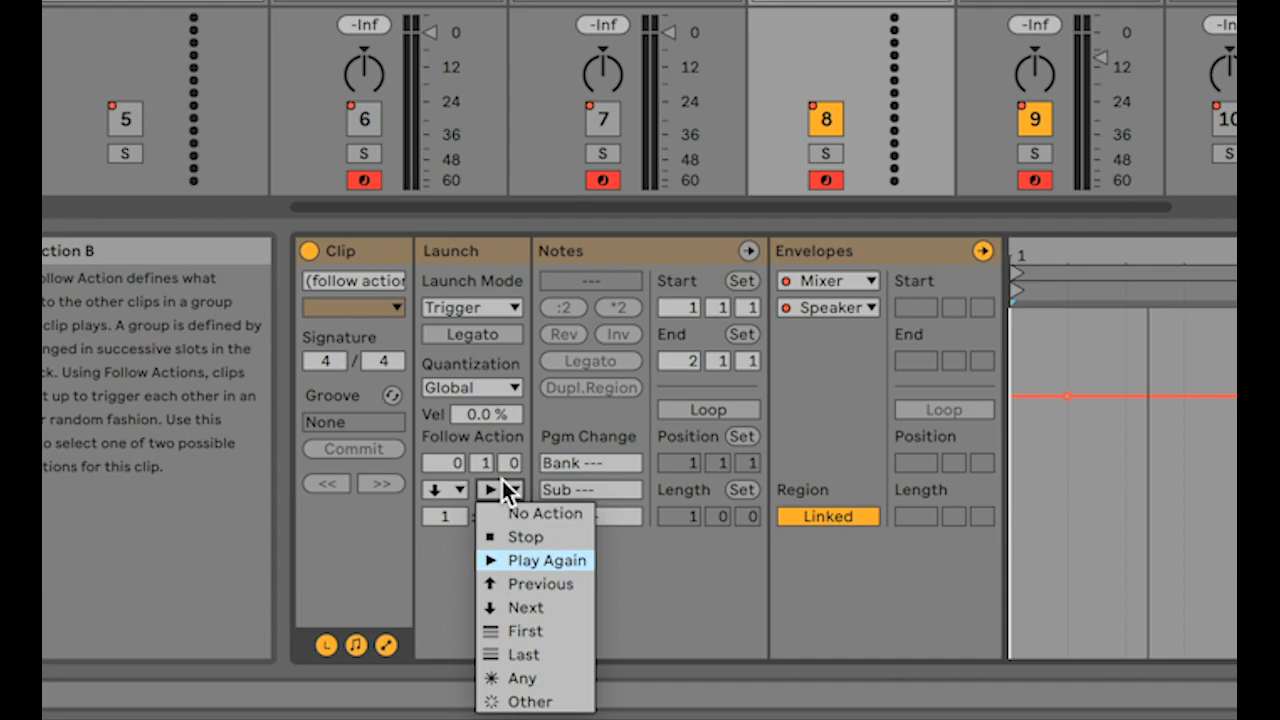 -Inf
0
12
24
36
48
60
-Inf
0
12
24
36
48
60
-Inf
0
12
24
36
48
60
-In
5
S
6
S
7
S
8
S
9
S
10
S
ction B
ollow Action defines what
to the other clips in a group
clip plays. A group is defined by
nged in successive slots in the
ck. Using Follow Actions, clips
t up to trigger each other in an
r random fashion. Use this
o select one of two possible
tions for this clip.
Clip
(follow action
Signature
4 / 4
Groove
None
Commit
<< >>
L
Launch
Launch Mode
Trigger
Legato
Quantization
Global
Vel 0.0 %
Follow Action
0 1 0
1 :
No Action
Stop
Play Again
Previous
Next
First
Last
Any
Other
Notes
---
:2 *2
Rev Inv
Legato
Dupl.Region
Pgm Change
Bank ---
Sub ---
Start Set
1 1 1
End Set
2 1 1
Loop
Position Set
1 1 1
Length Set
1 0 0
Envelopes
Mixer
Speaker
Region
Linked
Start
End
Loop
Position
Length
1